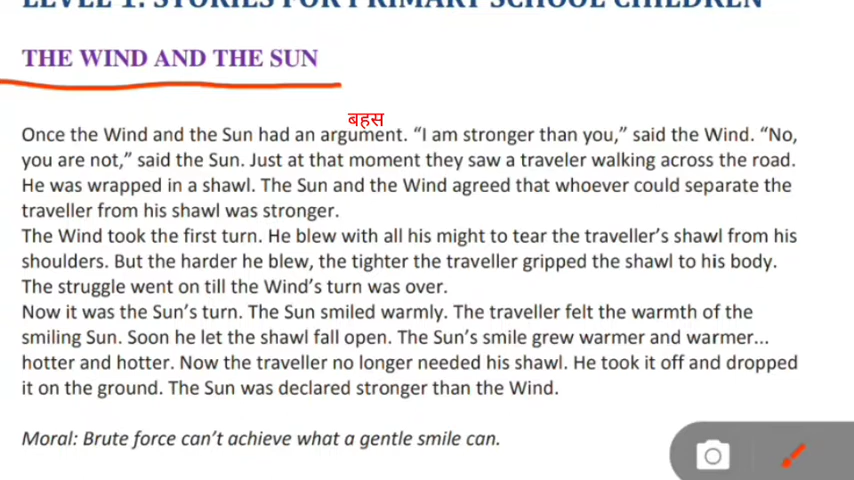 LEVEL 1: STORIES FOR PRIMARY SCHOOL CHILDREN
THE WIND AND THE SUN
बहस
Once the Wind and the Sun had an argument. “I am stronger than you,” said the Wind. “No,
you are not,” said the Sun. Just at that moment they saw a traveler walking across the road.
He was wrapped in a shawl. The Sun and the Wind agreed that whoever could separate the
traveller from his shawl was stronger.
The Wind took the first turn. He blew with all his might to tear the traveller’s shawl from his
shoulders. But the harder he blew, the tighter the traveller gripped the shawl to his body.
The struggle went on till the Wind’s turn was over.
Now it was the Sun’s turn. The Sun smiled warmly. The traveller felt the warmth of the
smiling Sun. Soon he let the shawl fall open. The Sun’s smile grew warmer and warmer...
hotter and hotter. Now the traveller no longer needed his shawl. He took it off and dropped
it on the ground. The Sun was declared stronger than the Wind.
Moral: Brute force can’t achieve what a gentle smile can.